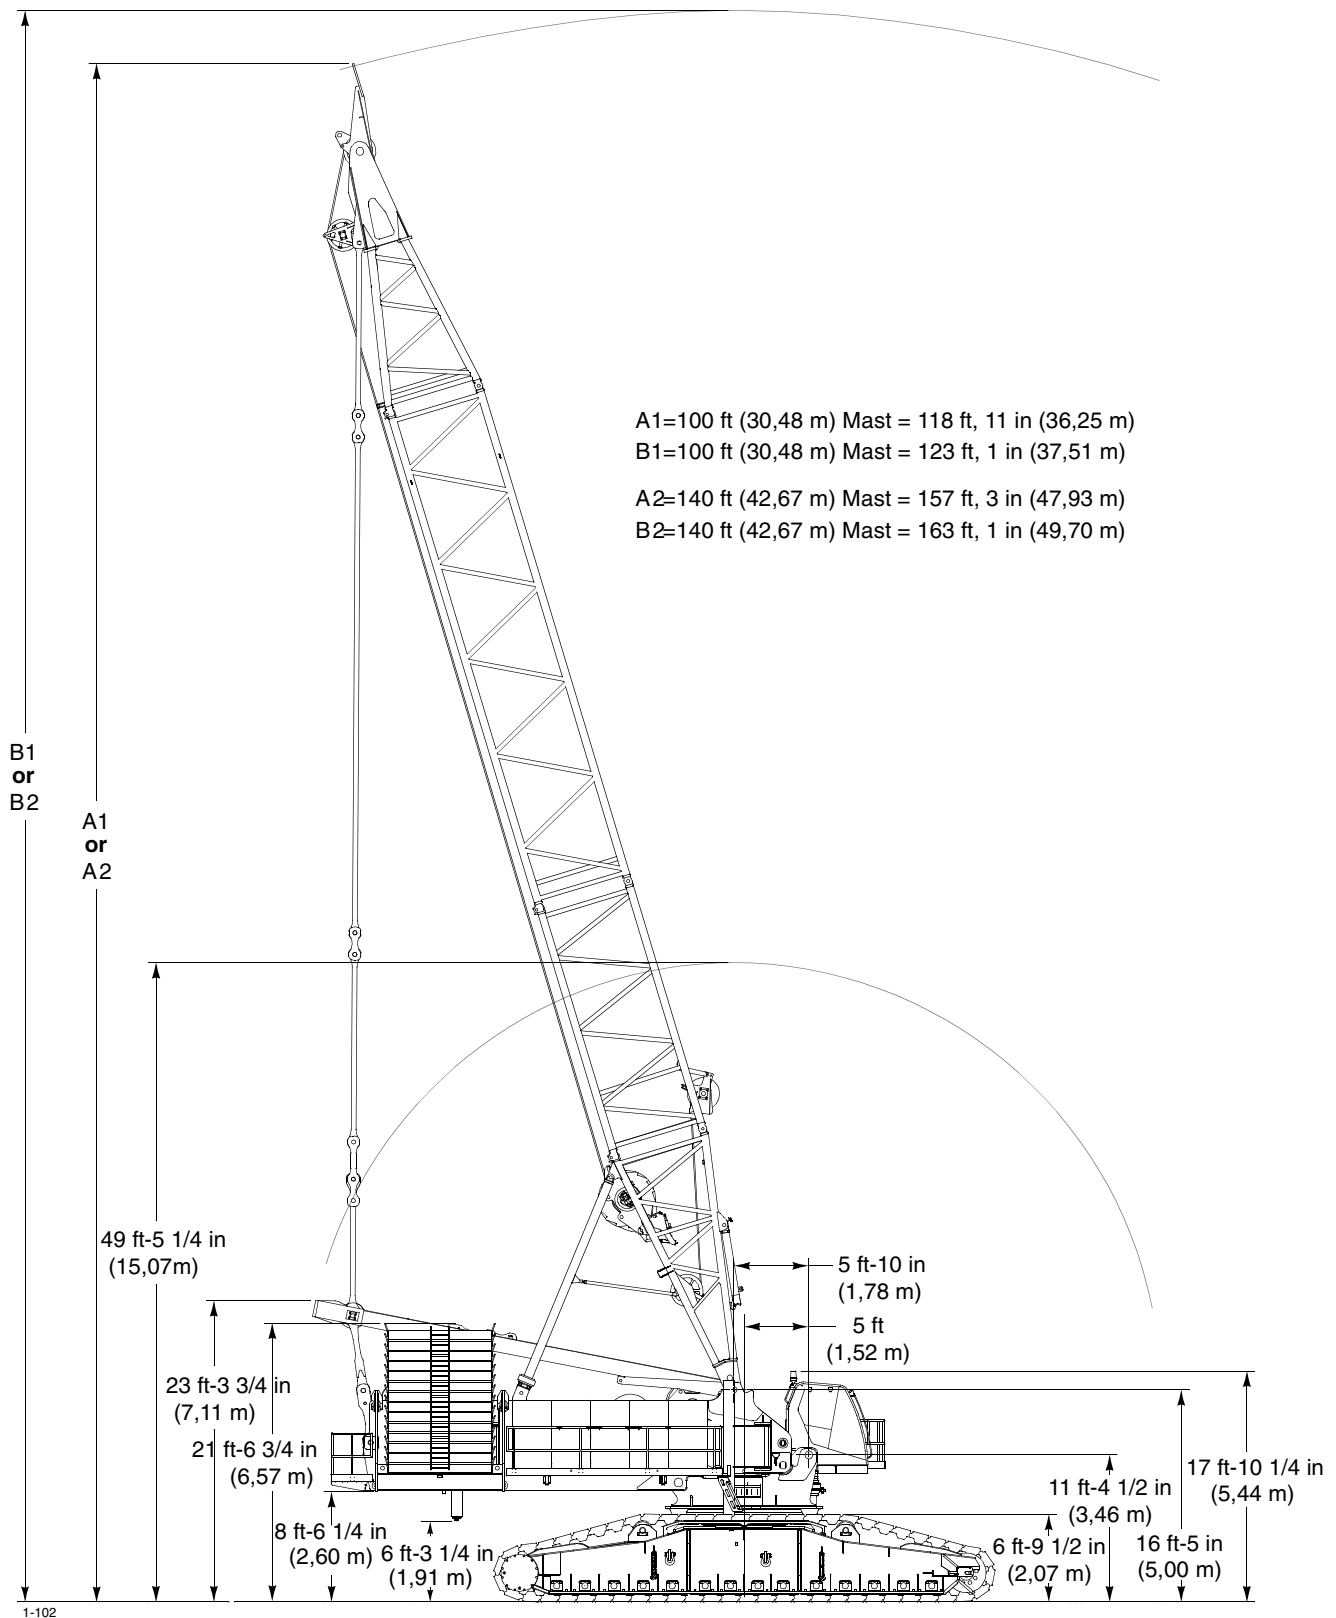 A1=100 ft (30,48 m) Mast = 118 ft, 11 in (36,25 m)
B1=100 ft (30,48 m) Mast = 123 ft, 1 in (37,51 m)
A2=140 ft (42,67 m) Mast = 157 ft, 3 in (47,93 m)
B2=140 ft (42,67 m) Mast = 163 ft, 1 in (49,70 m)
B1
or
B2
A1
or
A2
49 ft-5 1/4 in
(15,07m)
5 ft-10 in
(1,78 m)
5 ft
(1,52 m)
23 ft-3 3/4 in
(7,11 m)
21 ft-6 3/4 in
(6,57 m)
8 ft-6 1/4 in
(2,60 m)
6 ft-3 1/4 in
(1,91 m)
6 ft-9 1/2 in
(2,07 m)
11 ft-4 1/2 in
(3,46 m)
16 ft-5 in
(5,00 m)
17 ft-10 1/4 in
(5,44 m)
1-102